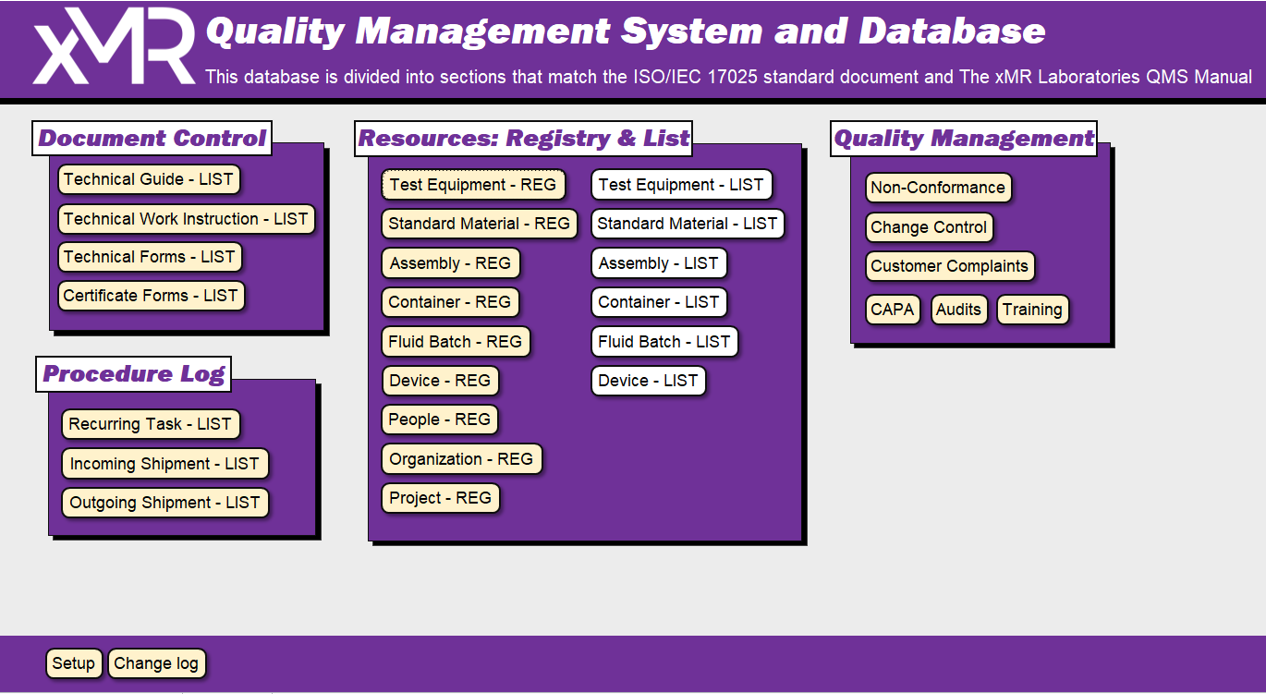 xMR
Quality Management System and Database
This database is divided into sections that match the ISO/IEC 17025 standard document and The xMR Laboratories QMS Manual
Document Control
Technical Guide - LIST
Technical Work Instruction - LIST
Technical Forms - LIST
Certificate Forms - LIST
Procedure Log
Recurring Task - LIST
Incoming Shipment - LIST
Outgoing Shipment - LIST
Resources: Registry & List
Test Equipment - REG
Test Equipment - LIST
Standard Material - REG
Standard Material - LIST
Assembly - REG
Assembly - LIST
Container - REG
Container - LIST
Fluid Batch - REG
Fluid Batch - LIST
Device - REG
Device - LIST
People - REG
Organization - REG
Project - REG
Quality Management
Non-Conformance
Change Control
Customer Complaints
CAPA Audits Training
Setup Change log